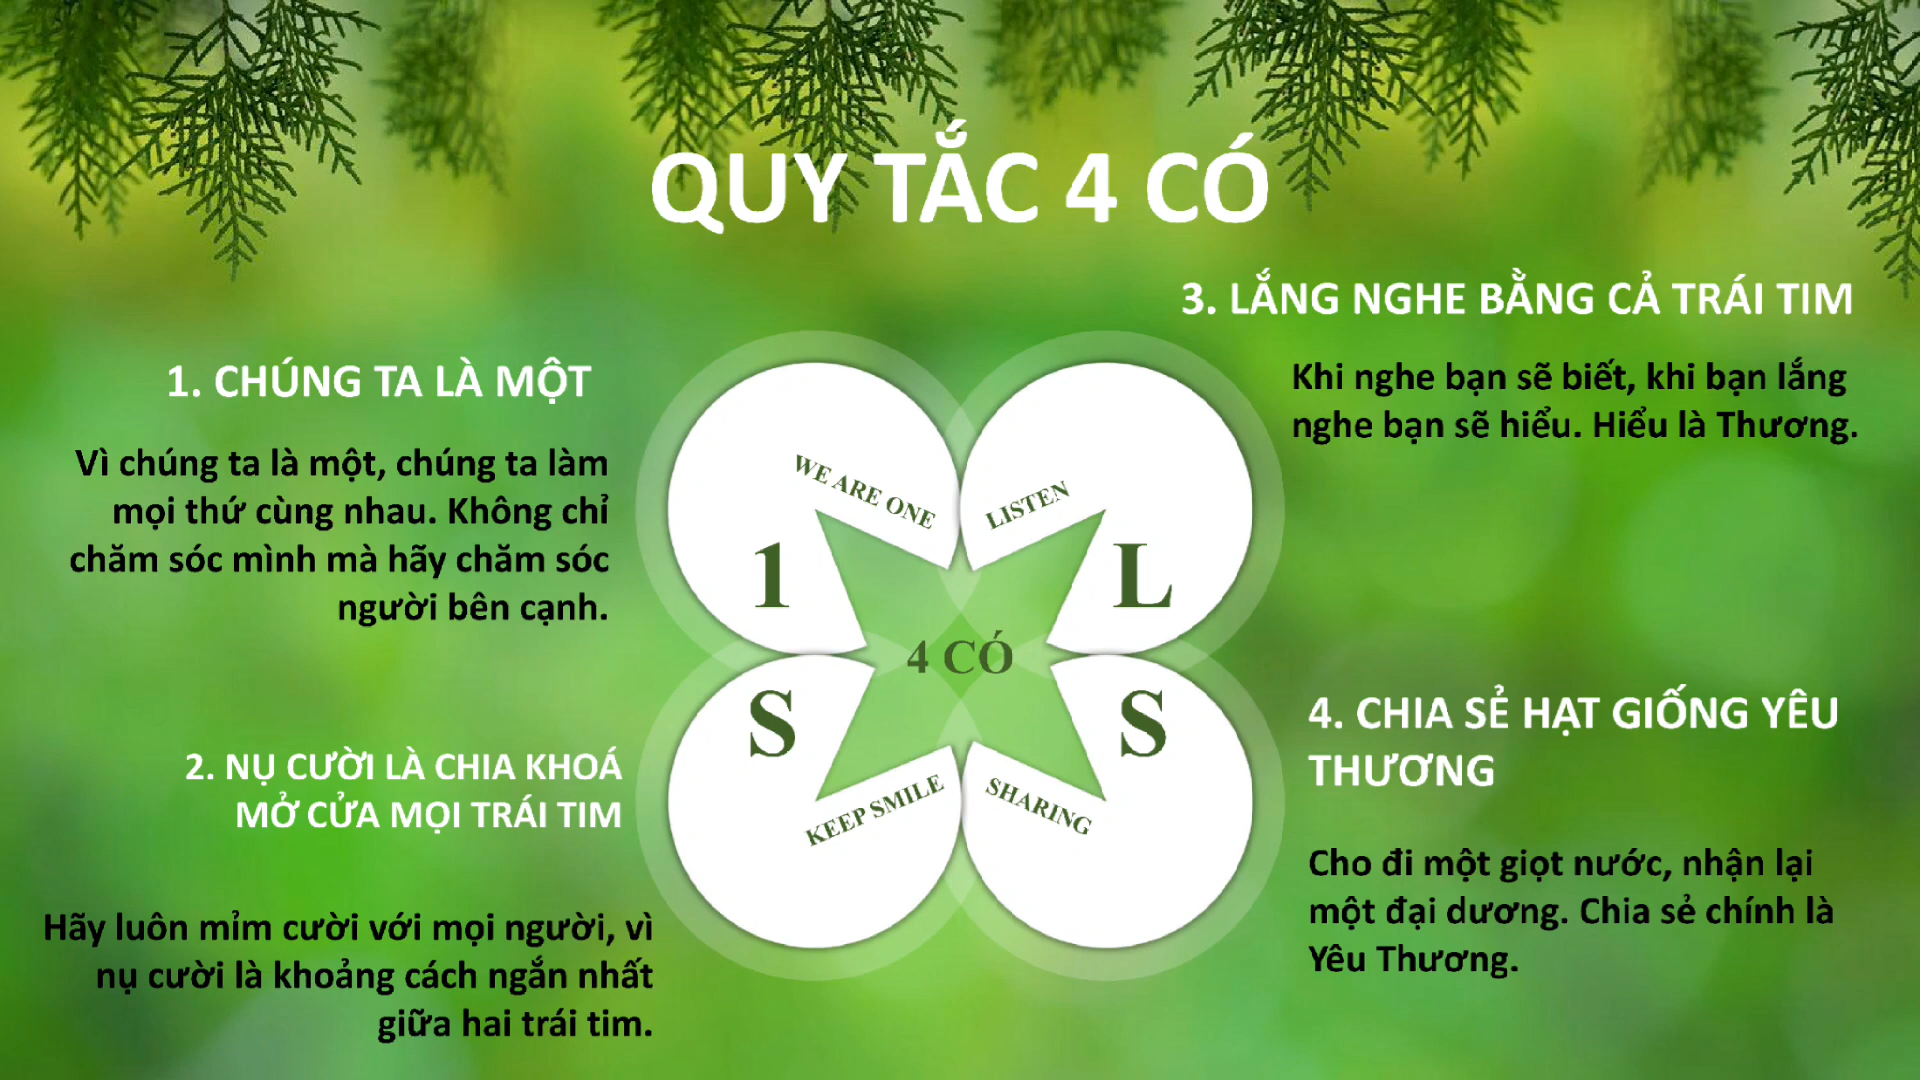 QUY TẮC 4 CÓ
1. CHÚNG TA LÀ MỘT
Vì chúng ta là một, chúng ta làm
mọi thứ cùng nhau. Không chỉ
chăm sóc mình mà hãy chăm sóc
người bên cạnh.
2. NỤ CƯỜI LÀ CHIA KHOÁ
MỞ CỬA MỌI TRÁI TIM
Hãy luôn mỉm cười với mọi người, vì
nụ cười là khoảng cách ngắn nhất
giữa hai trái tim.
WE ARE ONE
1
LISTEN
L
4 CÓ
S
KEEP SMILE
S
SHARING
3. LẮNG NGHE BẰNG CẢ TRÁI TIM
Khi nghe bạn sẽ biết, khi bạn lắng
nghe bạn sẽ hiểu. Hiểu là Thương.
4. CHIA SẺ HẠT GIỐNG YÊU
THƯƠNG
Cho đi một giọt nước, nhận lại
một đại dương. Chia sẻ chính là
Yêu Thương.